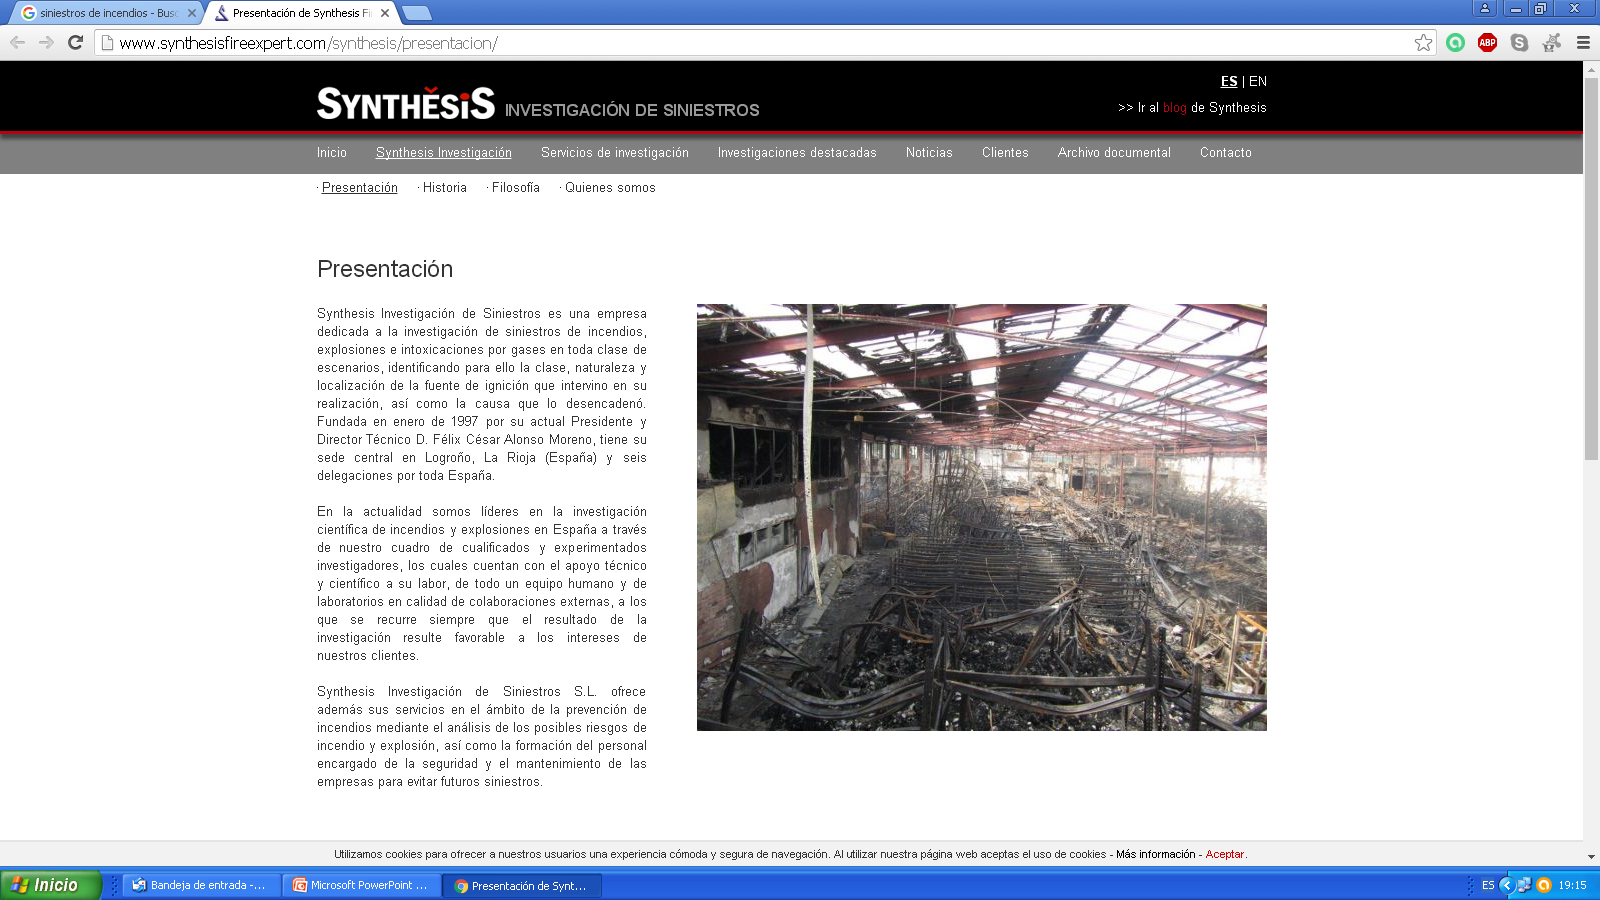 siniestros de incendios - Busc
Presentación de Synthesis Fi
www.synthesisfireexpert.com/synthesis/presentacion/
ABP
ES | EN
SYNTHESIS INVESTIGACIÓN DE SINIESTROS
>> Ir al blog de Synthesis
Inicio Synthesis Investigación Servicios de investigación Investigaciones destacadas Noticias Clientes Archivo documental Contacto
· Presentación · Historia · Filosofía · Quienes somos
Presentación
Synthesis Investigación de Siniestros es una empresa
dedicada a la investigación de siniestros de incendios,
explosiones e intoxicaciones por gases en toda clase de
escenarios, identificando para ello la clase, naturaleza y
localización de la fuente de ignición que intervino en su
realización, así como la causa que lo desencadenó.
Fundada en enero de 1997 por su actual Presidente y
Director Técnico D. Félix César Alonso Moreno, tiene su
sede central en Logroño, La Rioja (España) y seis
delegaciones por toda España.
En la actualidad somos líderes en la investigación
científica de incendios y explosiones en España a través
de nuestro cuadro de cualificados y experimentados
investigadores, los cuales cuentan con el apoyo técnico
y científico a su labor, de todo un equipo humano y de
laboratorios en calidad de colaboraciones externas, a los
que se recurre siempre que el resultado de la
investigación resulte favorable a los intereses de
nuestros clientes.
Synthesis Investigación de Siniestros S.L. ofrece
además sus servicios en el ámbito de la prevención de
incendios mediante el análisis de los posibles riesgos de
incendio y explosión, así como la formación del personal
encargado de la seguridad y el mantenimiento de las
empresas para evitar futuros siniestros.
Utilizamos cookies para ofrecer a nuestros usuarios una experiencia cómoda y segura de navegación. Al utilizar nuestra página web aceptas el uso de cookies - Más información - Aceptar.
Inicio
Bandeja de entrada -...
Microsoft PowerPoint ...
Presentación de Synt...
ES
19:15